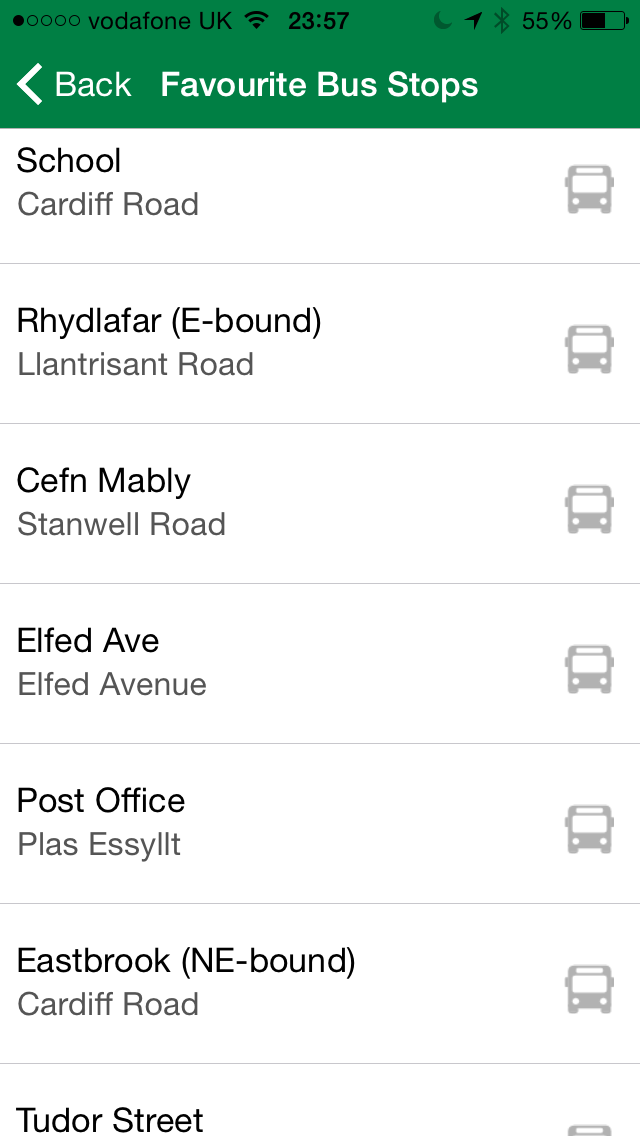 vodafone UK 23:57 55%
Back Favourite Bus Stops
School
Cardiff Road
Rhydlafar (E-bound)
Llantrisant Road
Cefn Mably
Stanwell Road
Elfed Ave
Elfed Avenue
Post Office
Plas Essyllt
Eastbrook (NE-bound)
Cardiff Road
Tudor Street